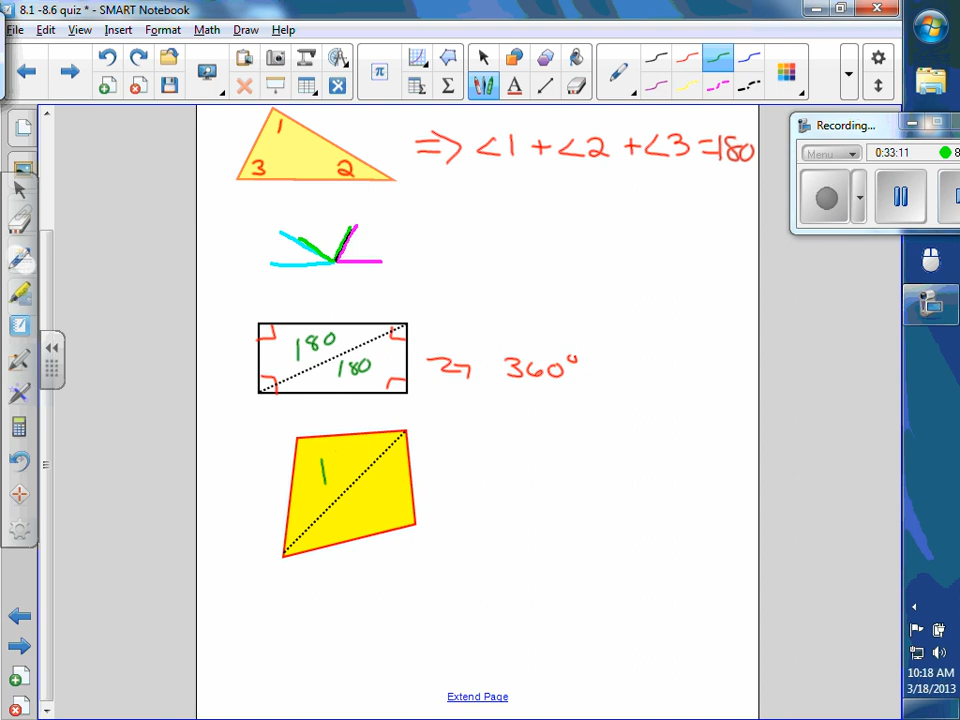 8.1 -8.6 quiz * - SMART Notebook
File Edit View Insert Format Math Draw Help
π
Σ
A
Recording...
Menu
0:33:11
8
1
3 2
⇒ ∠1 + ∠2 + ∠3 = 180
180
180
360°
1
Extend Page
10:18 AM
3/18/2013